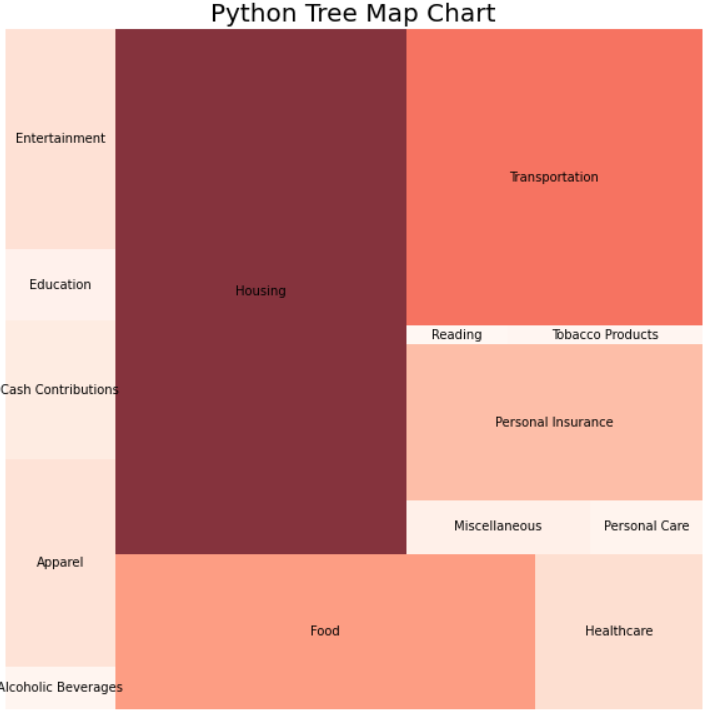 Python Tree Map Chart
Entertainment
Education
Cash Contributions
Apparel
Alcoholic Beverages
Housing
Transportation
Reading
Tobacco Products
Personal Insurance
Miscellaneous
Personal Care
Food
Healthcare